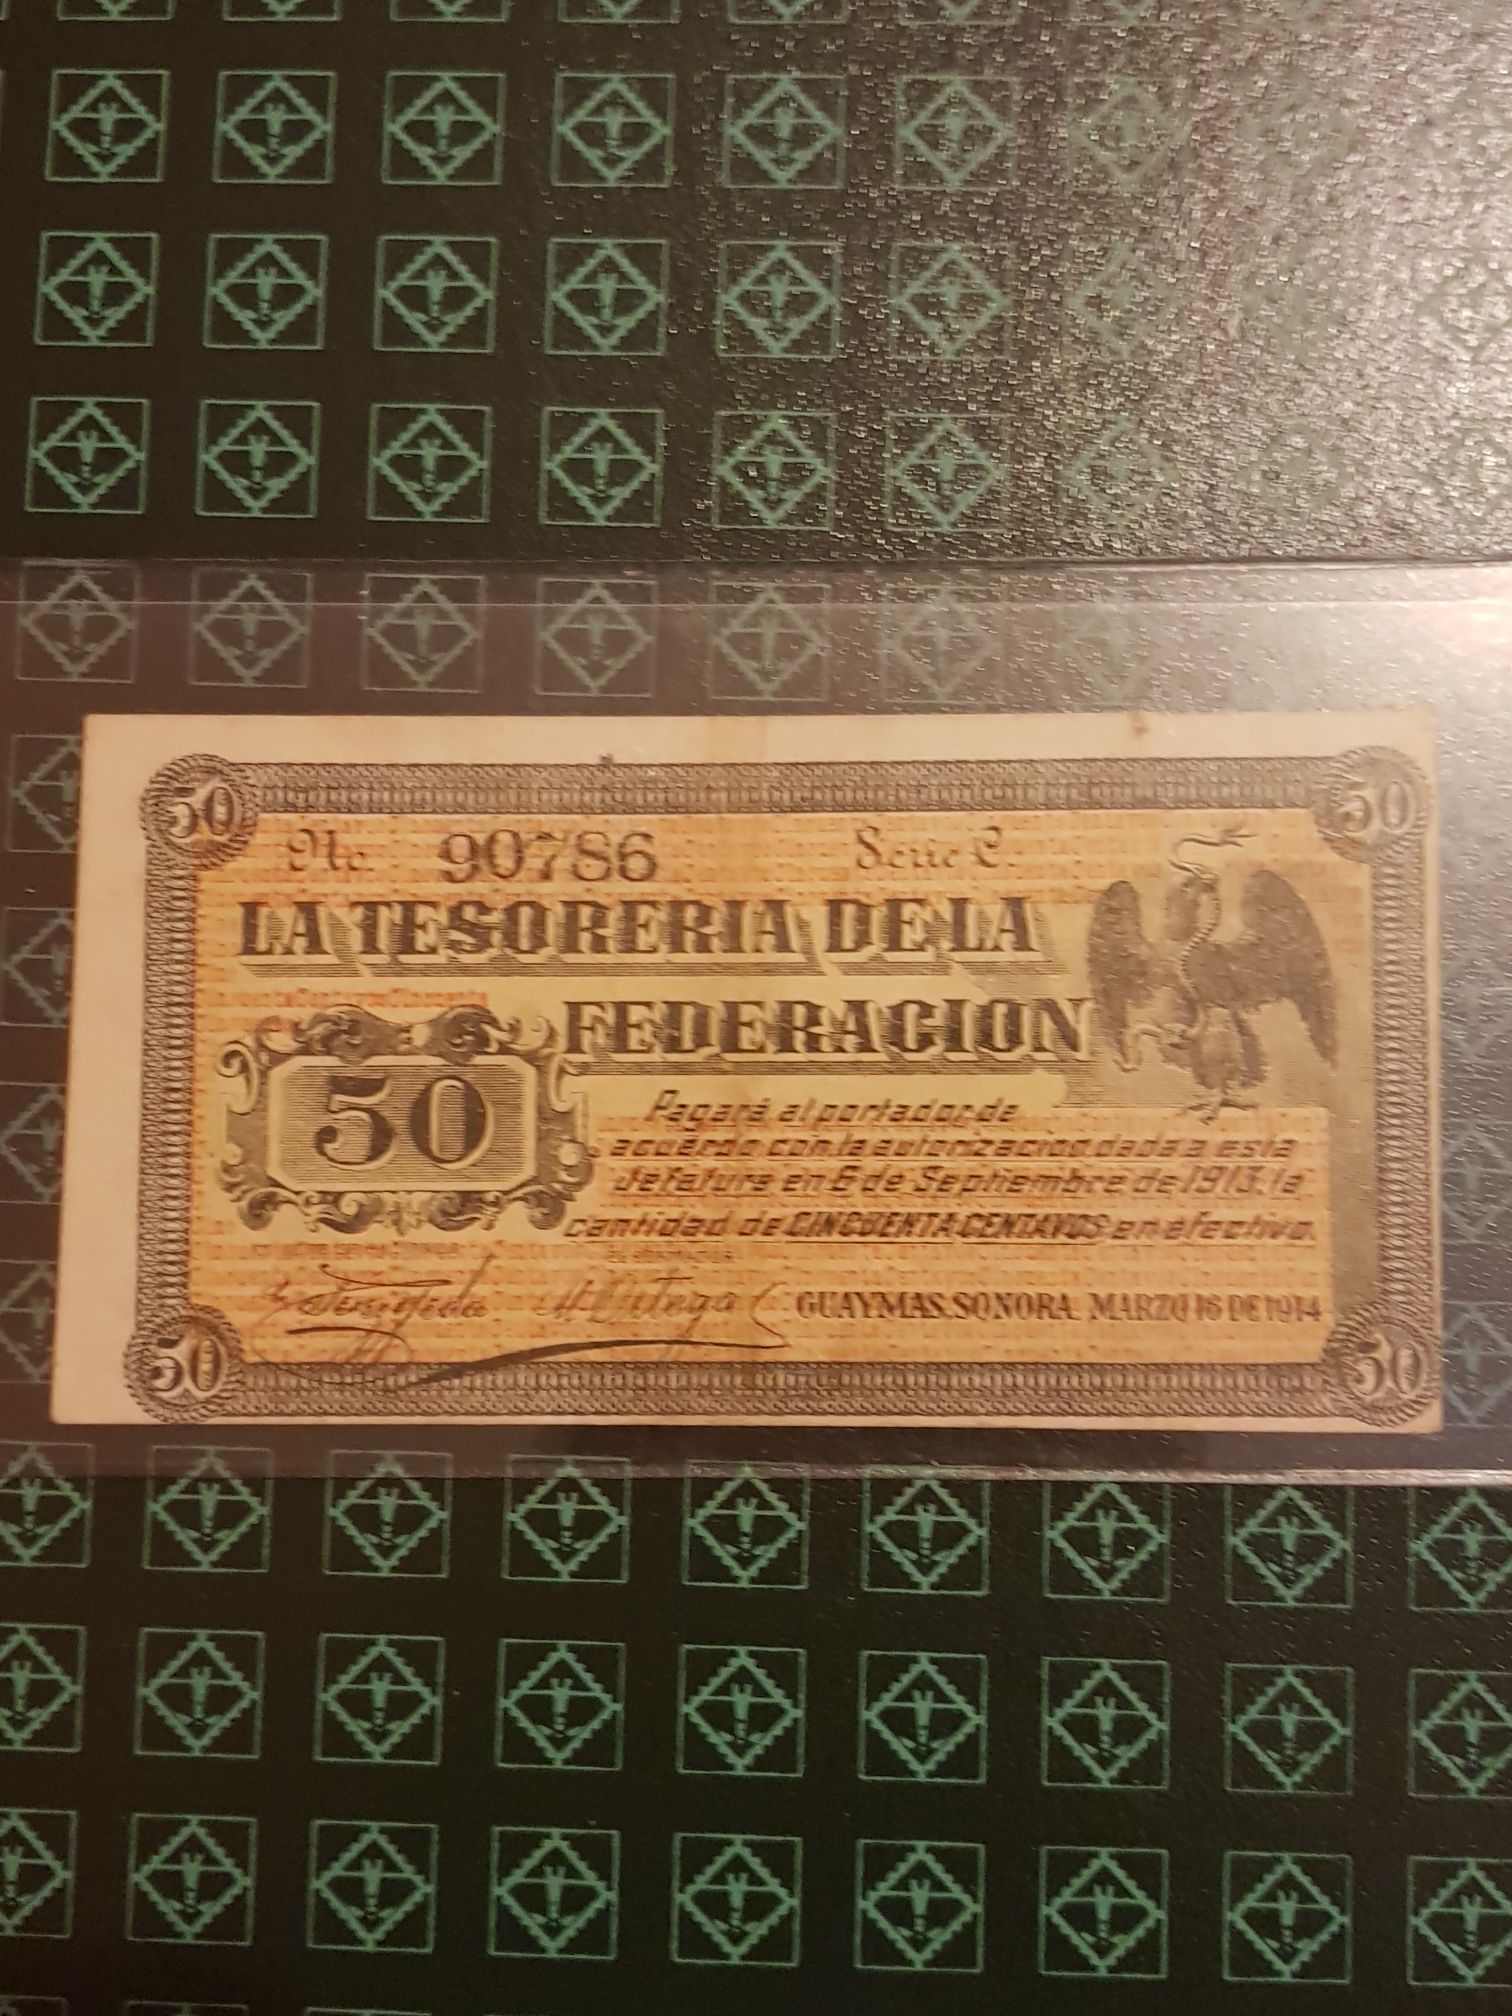 50
50
No. 90786 Serie C.
LA TESORERIA DE LA
FEDERACION
50
Pagará al portador de
acuerdo con la autorizacion dada a esta
Jefatura en 6 de Septiembre de 1913, la
cantidad de CINCUENTA CENTAVOS en efectivo.
GUAYMAS, SONORA. MARZO 16 DE 1914
50
50